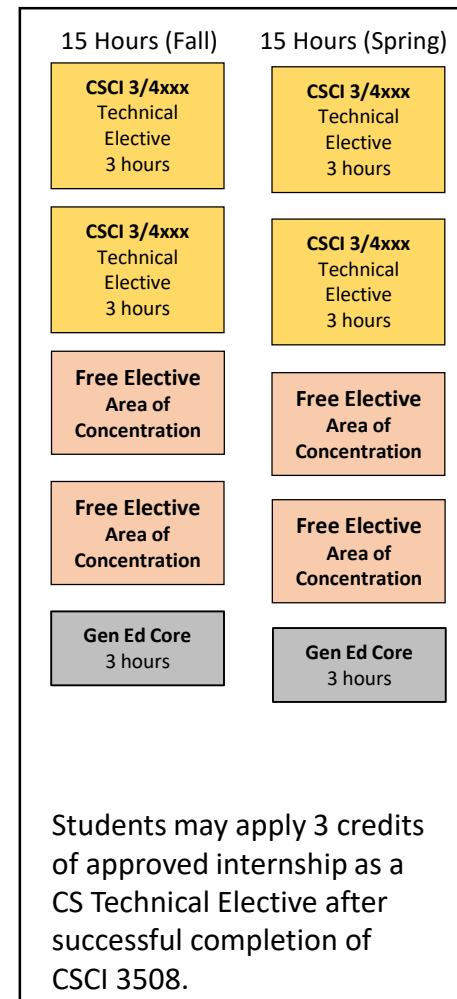 15 Hours (Fall)
CSCI 3/4xxx
Technical
Elective
3 hours
CSCI 3/4xxx
Technical
Elective
3 hours
Free Elective
Area of
Concentration
Free Elective
Area of
Concentration
Gen Ed Core
3 hours
15 Hours (Spring)
CSCI 3/4xxx
Technical
Elective
3 hours
CSCI 3/4xxx
Technical
Elective
3 hours
Free Elective
Area of
Concentration
Free Elective
Area of
Concentration
Gen Ed Core
3 hours
Students may apply 3 credits
of approved internship as a
CS Technical Elective after
successful completion of
CSCI 3508.